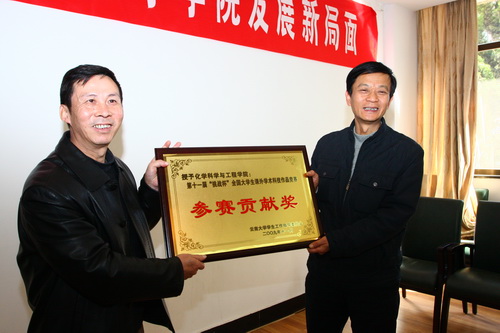 学院发展新局面
授予化学科学与工程学院：
第十一届“挑战杯”全国大学生课外学术科技作品竞赛
参赛贡献奖